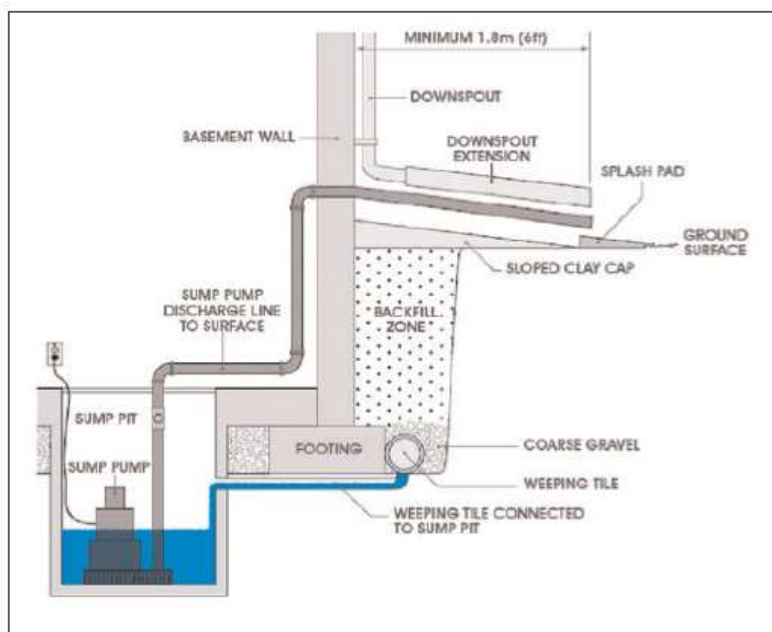 MINIMUM 1.8m (6ft)
DOWNSPOUT
BASEMENT WALL
DOWNSPOUT
EXTENSION
SPLASH PAD
GROUND
SURFACE
SLOPED CLAY CAP
SUMP PUMP
DISCHARGE LINE
TO SURFACE
BACKFILL
ZONE
SUMP PIT
FOOTING
COARSE GRAVEL
SUMP PUMP
WEEPING TILE
WEEPING TILE CONNECTED
TO SUMP PIT